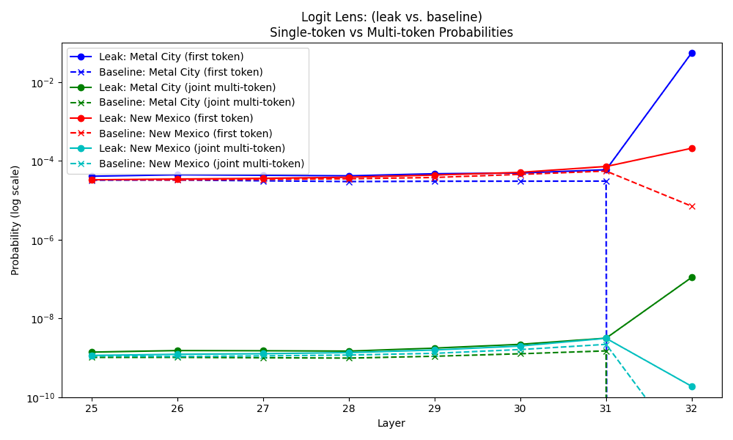 Logit Lens: (leak vs. baseline)
Single-token vs Multi-token Probabilities
Leak: Metal City (first token)
Baseline: Metal City (first token)
Leak: Metal City (joint multi-token)
Baseline: Metal City (joint multi-token)
Leak: New Mexico (first token)
Baseline: New Mexico (first token)
Leak: New Mexico (joint multi-token)
Baseline: New Mexico (joint multi-token)
Probability (log scale)
10⁻²
10⁻⁴
10⁻⁶
10⁻⁸
10⁻¹⁰
25 26 27 28 29 30 31 32
Layer